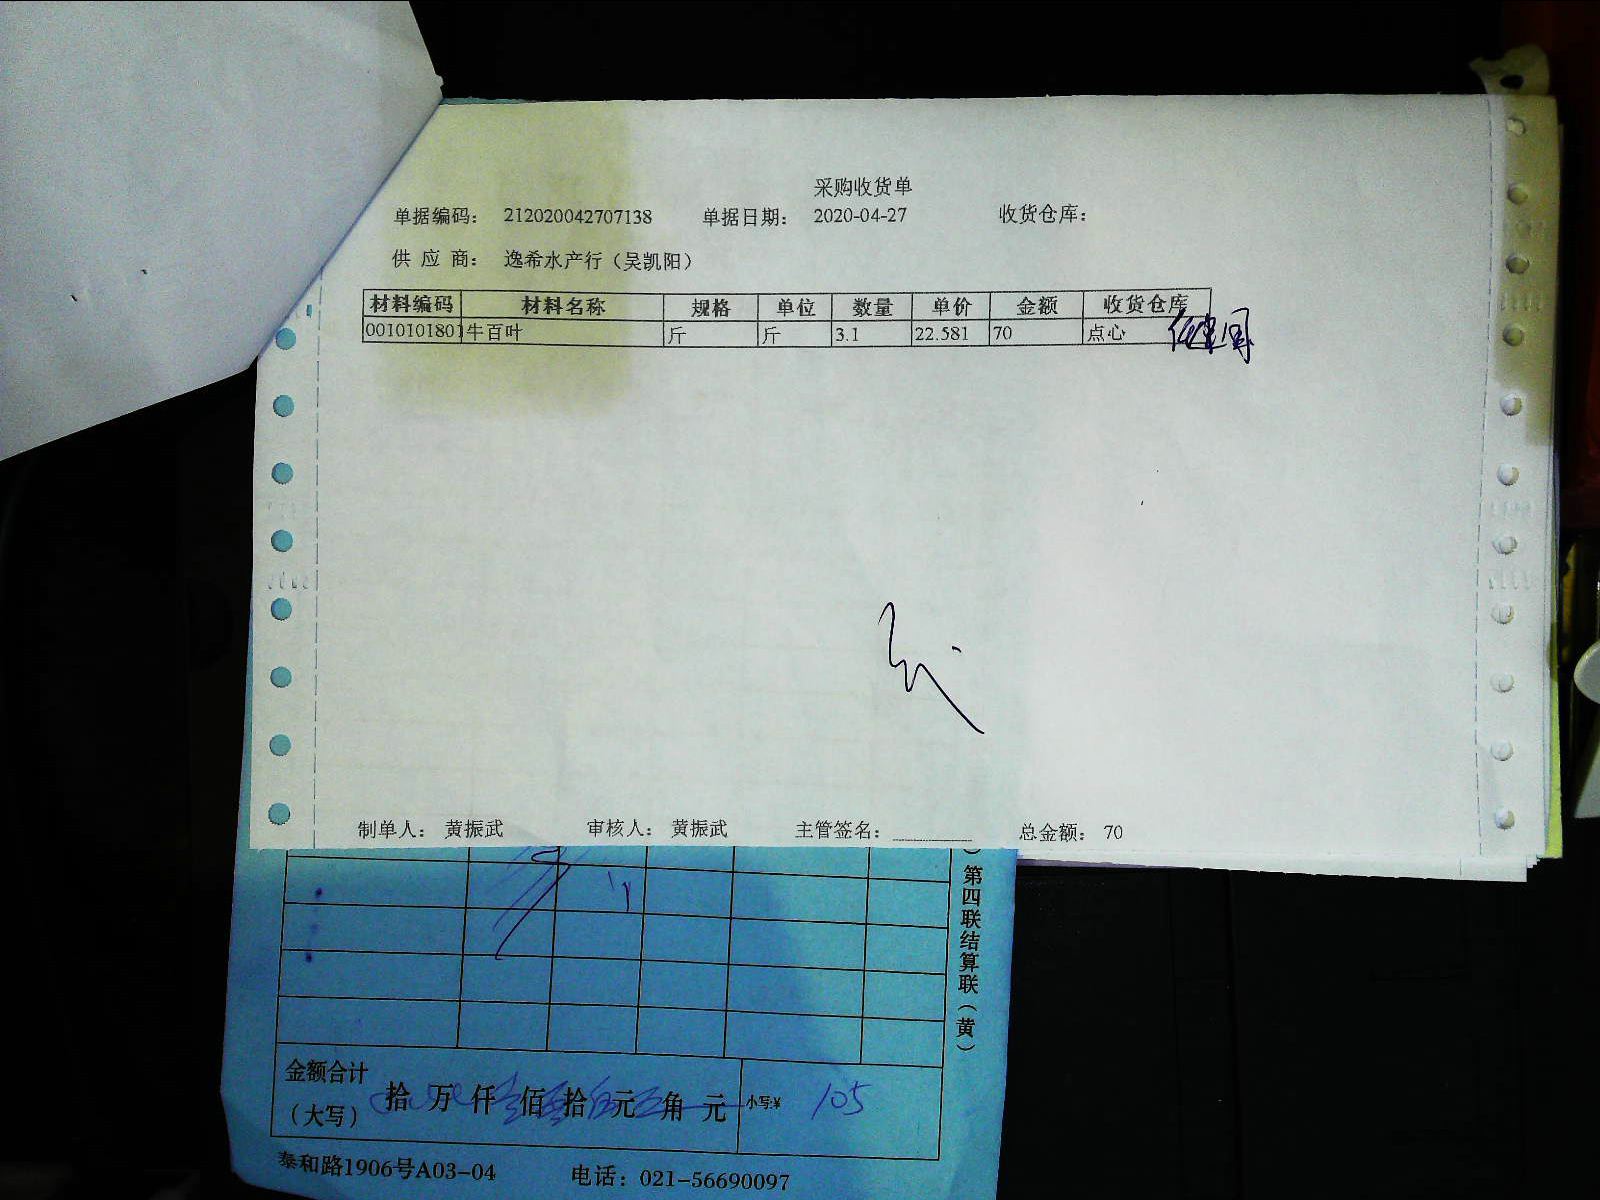 采购收货单
单据编码： 212020042707138 单据日期： 2020-04-27 收货仓库：
供 应 商： 逸希水产行（吴凯阳）
材料编码 材料名称 规格 单位 数量 单价 金额 收货仓库
0010101801 牛百叶 斤 斤 3.1 22.581 70 点心
制单人： 黄振武 审核人： 黄振武 主管签名： 总金额： 70
）第四联结算联（黄）
金额合计
（大写） 拾 万 仟 佰 拾 元 角 元 小写:¥ 105
泰和路1906号A03-04 电话：021-56690097